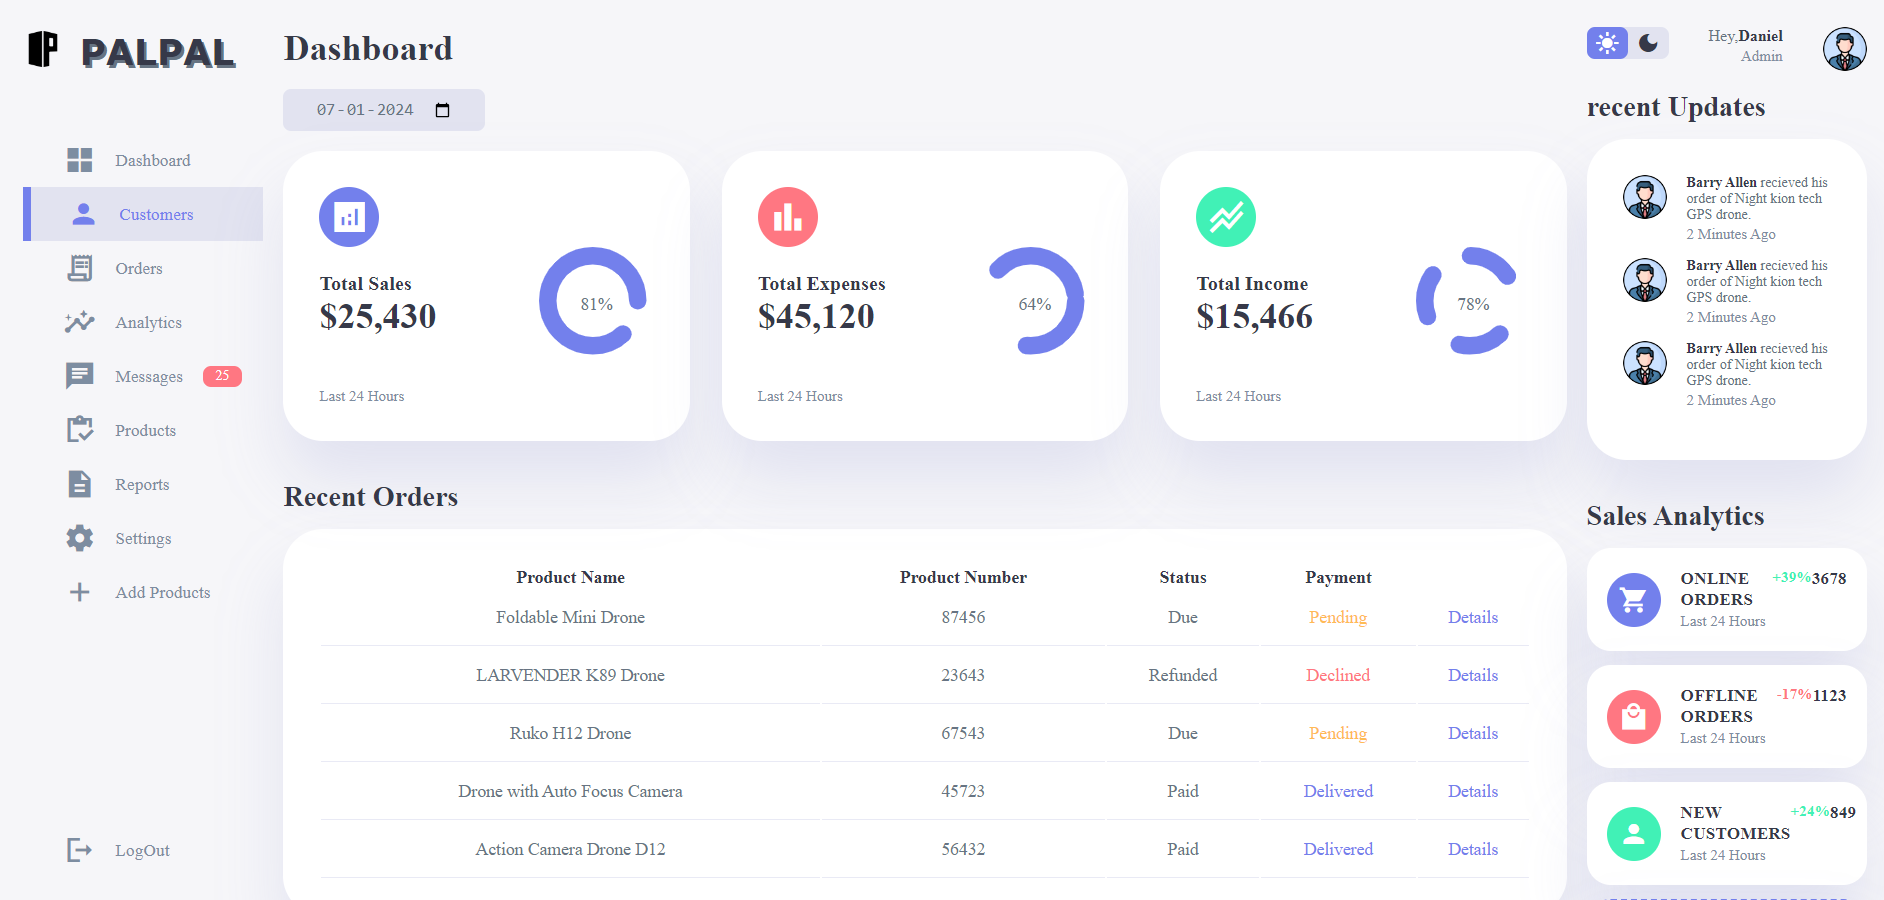 PALPAL
Dashboard
Customers
Orders
Analytics
Messages 25
Products
Reports
Settings
Add Products
LogOut
Dashboard
07-01-2024
Total Sales
$25,430
81%
Last 24 Hours
Total Expenses
$45,120
64%
Last 24 Hours
Total Income
$15,466
78%
Last 24 Hours
Recent Orders
Product Name Product Number Status Payment
Foldable Mini Drone 87456 Due Pending Details
LARVENDER K89 Drone 23643 Refunded Declined Details
Ruko H12 Drone 67543 Due Pending Details
Drone with Auto Focus Camera 45723 Paid Delivered Details
Action Camera Drone D12 56432 Paid Delivered Details
Hey,Daniel
Admin
recent Updates
Barry Allen recieved his
order of Night kion tech
GPS drone.
2 Minutes Ago
Barry Allen recieved his
order of Night kion tech
GPS drone.
2 Minutes Ago
Barry Allen recieved his
order of Night kion tech
GPS drone.
2 Minutes Ago
Sales Analytics
ONLINE +39%3678
ORDERS
Last 24 Hours
OFFLINE -17%1123
ORDERS
Last 24 Hours
NEW +24%849
CUSTOMERS
Last 24 Hours